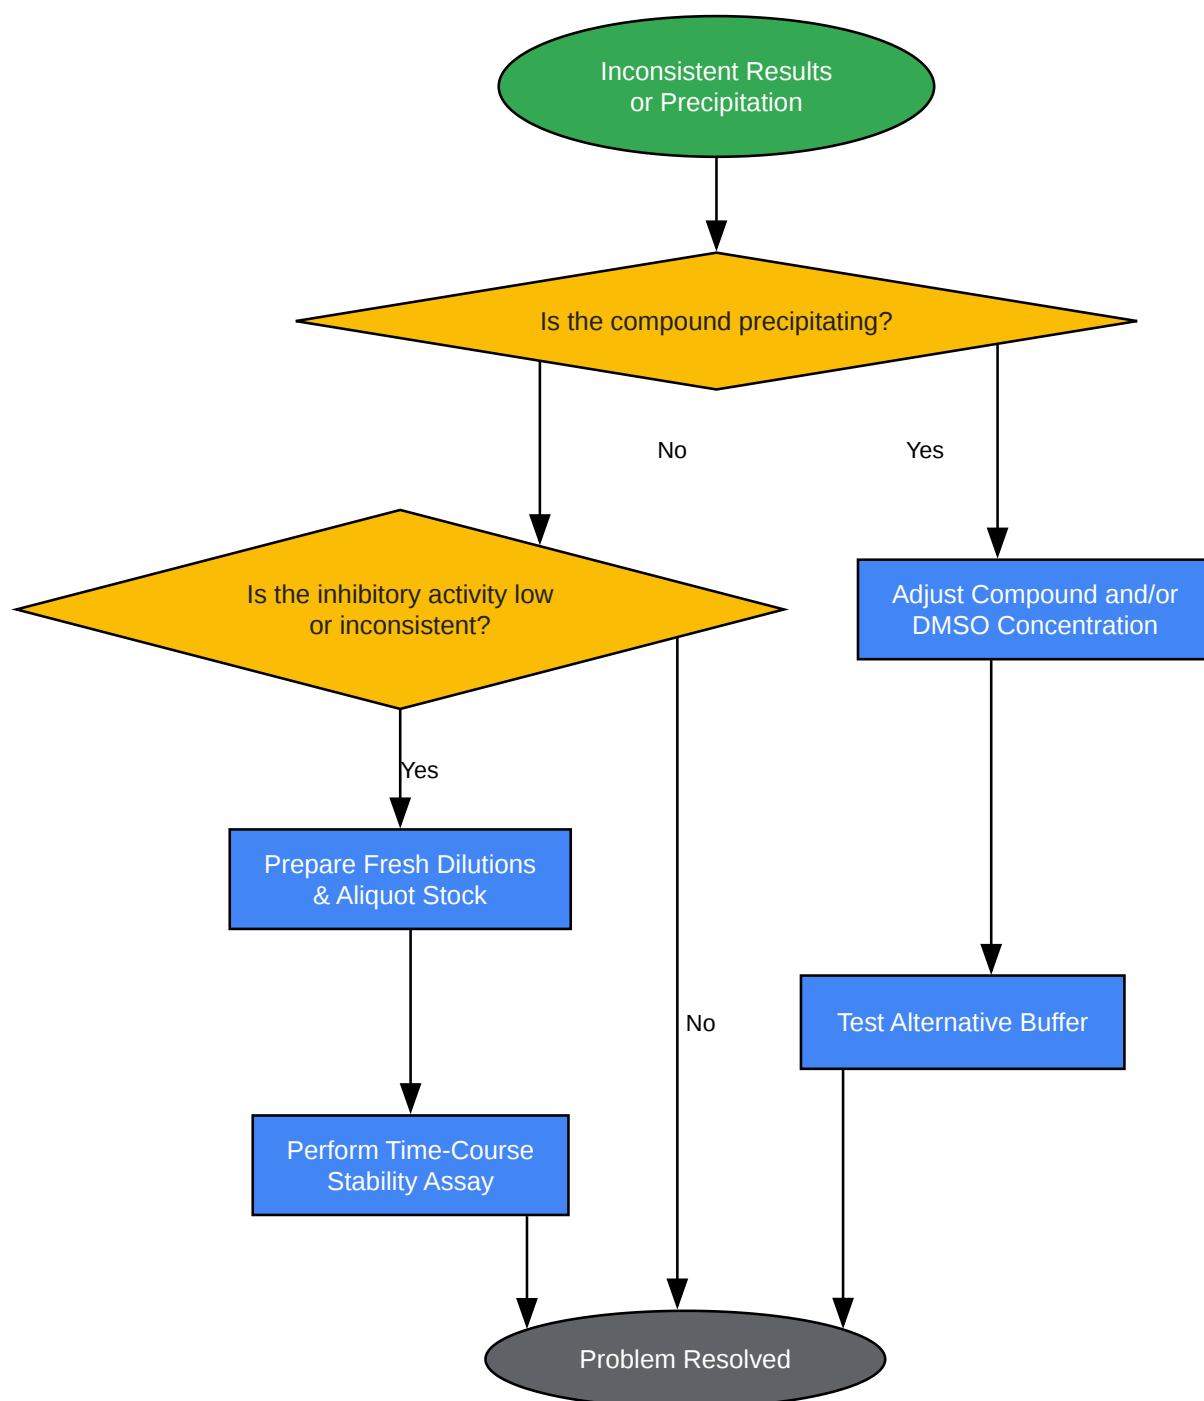 Inconsistent Results
or Precipitation
Is the compound precipitating?
No
Yes
Is the inhibitory activity low
or inconsistent?
Adjust Compound and/or
DMSO Concentration
Yes
Prepare Fresh Dilutions
& Aliquot Stock
No
Test Alternative Buffer
Perform Time-Course
Stability Assay
Problem Resolved